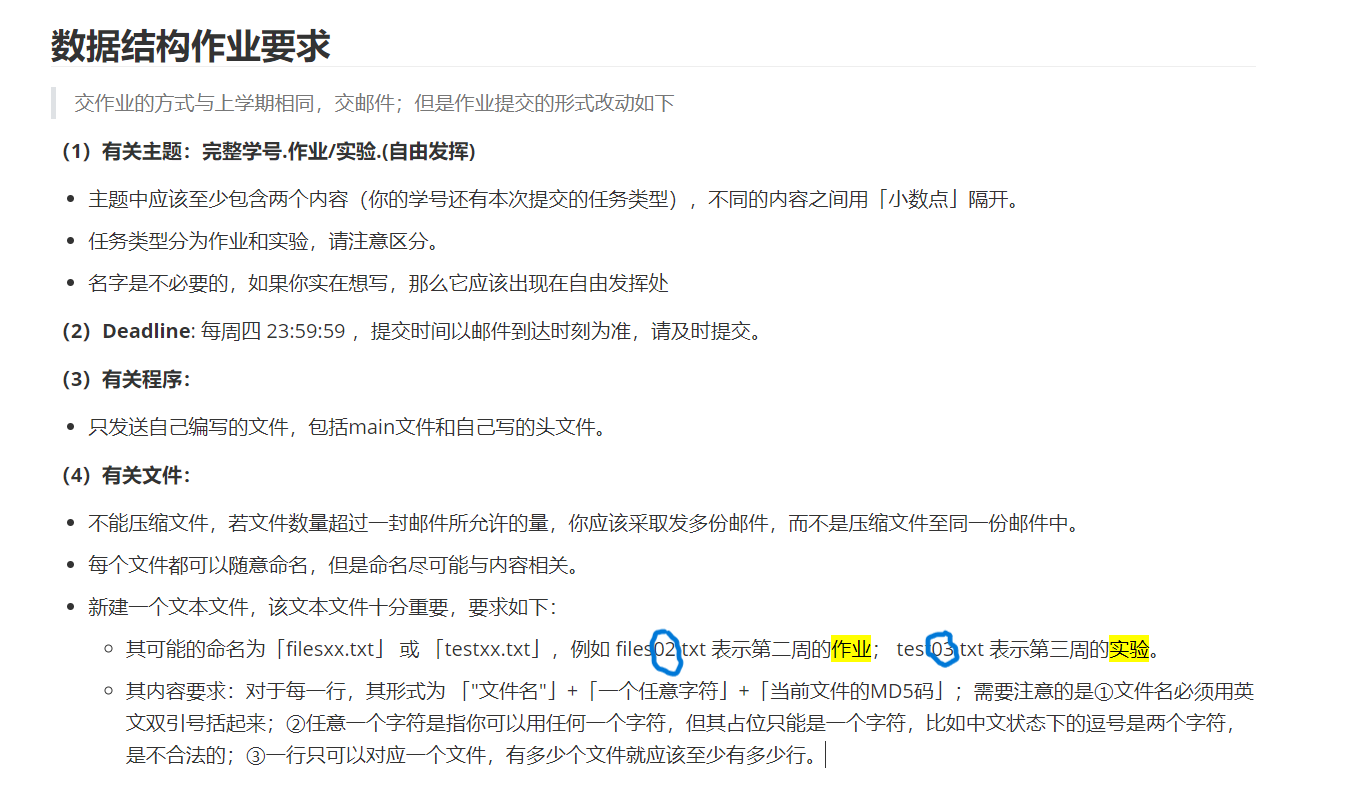 数据结构作业要求
交作业的方式与上学期相同，交邮件；但是作业提交的形式改动如下
（1）有关主题：完整学号.作业/实验.(自由发挥)
主题中应该至少包含两个内容（你的学号还有本次提交的任务类型），不同的内容之间用「小数点」隔开。
任务类型分为作业和实验，请注意区分。
名字是不必要的，如果你实在想写，那么它应该出现在自由发挥处
（2）Deadline: 每周四 23:59:59 ，提交时间以邮件到达时刻为准，请及时提交。
（3）有关程序：
只发送自己编写的文件，包括main文件和自己写的头文件。
（4）有关文件：
不能压缩文件，若文件数量超过一封邮件所允许的量，你应该采取发多份邮件，而不是压缩文件至同一份邮件中。
每个文件都可以随意命名，但是命名尽可能与内容相关。
新建一个文本文件，该文本文件十分重要，要求如下：
其可能的命名为「filesxx.txt」 或 「testxx.txt」，例如 files02.txt 表示第二周的作业； test03.txt 表示第三周的实验。
其内容要求：对于每一行，其形式为 「"文件名"」+「一个任意字符」+「当前文件的MD5码」；需要注意的是①文件名必须用英
文双引号括起来；②任意一个字符是指你可以用任何一个字符，但其占位只能是一个字符，比如中文状态下的逗号是两个字符，
是不合法的；③一行只可以对应一个文件，有多少个文件就应该至少有多少行。